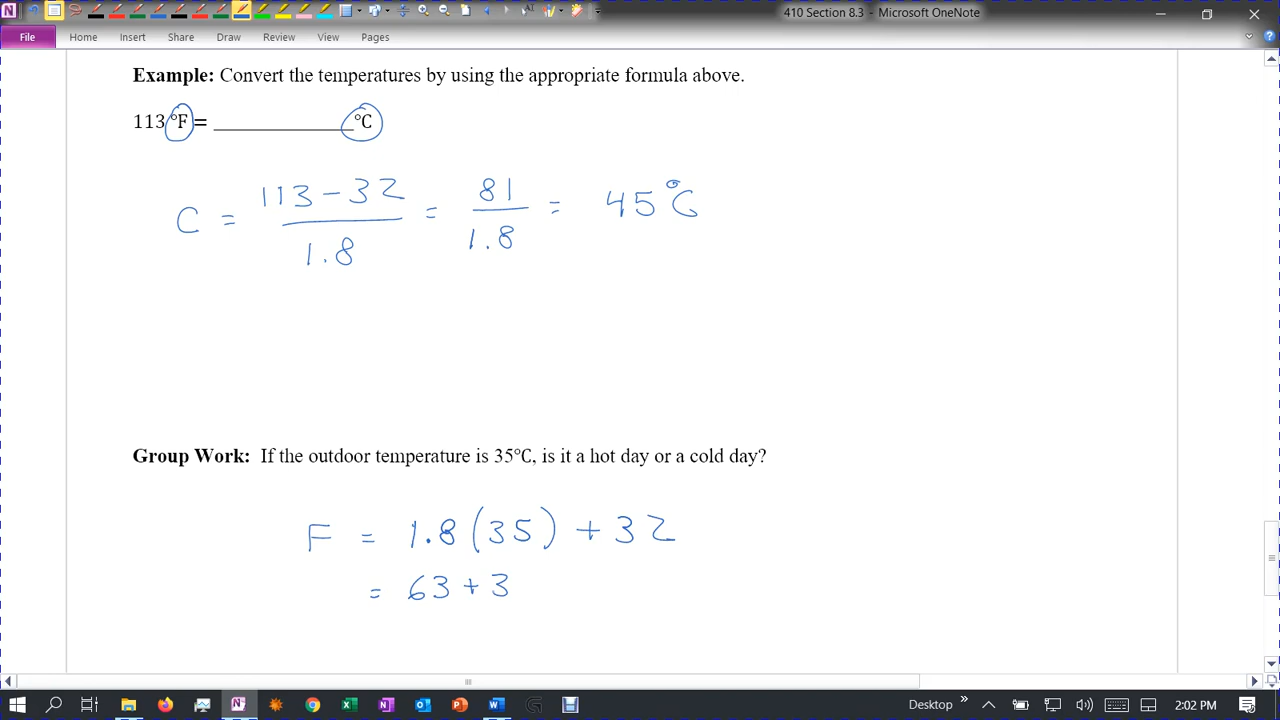 410 Section 8.3 - Microsoft OneNote
File Home Insert Share Draw Review View Pages
Example: Convert the temperatures by using the appropriate formula above.
113 °F = ______________ °C
C = 113 - 32 / 1.8 = 81 / 1.8 = 45 °C
Group Work: If the outdoor temperature is 35°C, is it a hot day or a cold day?
F = 1.8 (35) + 32
= 63 + 3
Desktop » 2:02 PM